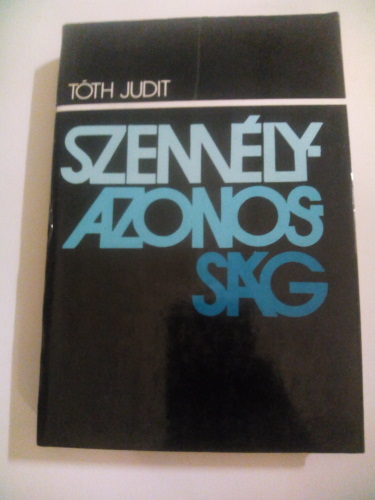 TÓTH JUDIT
SZEMÉLY-
AZONOS-
SÁG